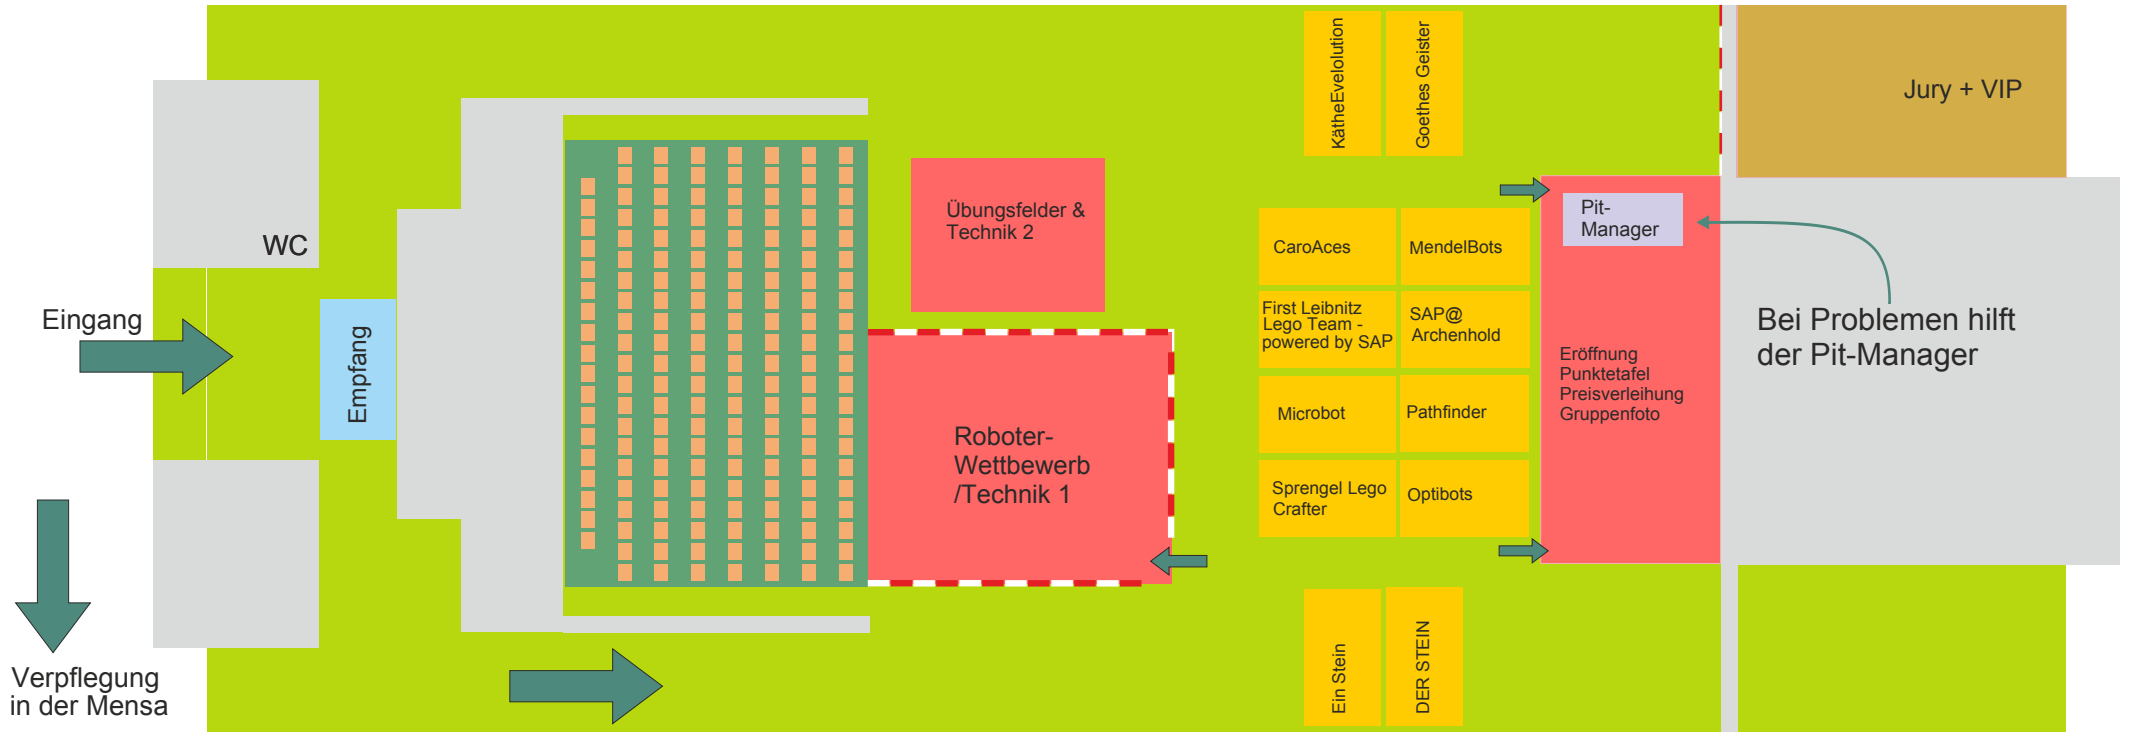 WC
Eingang
Empfang
Verpflegung
in der Mensa
Übungsfelder &
Technik 2
Roboter-
Wettbewerb
/Technik 1
KätheEvelolution
Goethes Geister
CaroAces
MendelBots
First Leibnitz
Lego Team -
powered by SAP
SAP@
Archenhold
Microbot
Pathfinder
Sprengel Lego
Crafter
Optibots
Ein Stein
DER STEIN
Pit-
Manager
Eröffnung
Punktetafel
Preisverleihung
Gruppenfoto
Jury + VIP
Bei Problemen hilft
der Pit-Manager